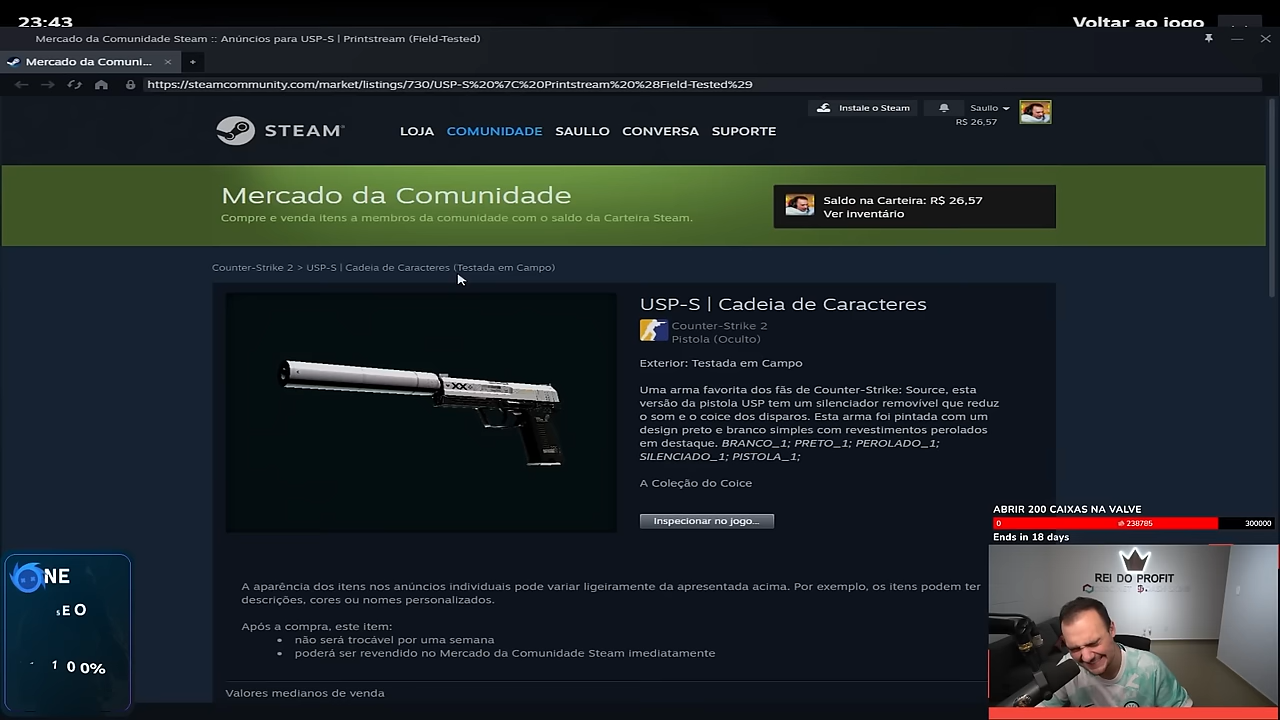 23:43
Voltar ao jogo
Mercado da Comunidade Steam :: Anúncios para USP-S | Printstream (Field-Tested)
Mercado da Comuni...
https://steamcommunity.com/market/listings/730/USP-S%20%7C%20Printstream%20%28Field-Tested%29
Instale o Steam
Saullo
R$ 26,57
STEAM
LOJA COMUNIDADE SAULLO CONVERSA SUPORTE
Mercado da Comunidade
Compre e venda itens a membros da comunidade com o saldo da Carteira Steam.
Saldo na Carteira: R$ 26,57
Ver inventário
Counter-Strike 2 > USP-S | Cadeia de Caracteres (Testada em Campo)
USP-S | Cadeia de Caracteres
Counter-Strike 2
Pistola (Oculto)
Exterior: Testada em Campo
Uma arma favorita dos fãs de Counter-Strike: Source, esta
versão da pistola USP tem um silenciador removível que reduz
o som e o coice dos disparos. Esta arma foi pintada com um
design preto e branco simples com revestimentos perolados
em destaque. BRANCO_1; PRETO_1; PEROLADO_1;
SILENCIADO_1; PISTOLA_1;
A Coleção do Coice
Inspecionar no jogo...
A aparência dos itens nos anúncios individuais pode variar ligeiramente da apresentada acima. Por exemplo, os itens podem ter
descrições, cores ou nomes personalizados.
Após a compra, este item:
não será trocável por uma semana
poderá ser revendido no Mercado da Comunidade Steam imediatamente
Valores medianos de venda
ABRIR 200 CAIXAS NA VALVE
0 238785 300000
Ends in 18 days
REI DO PROFIT
NE
E O
1 0 0%